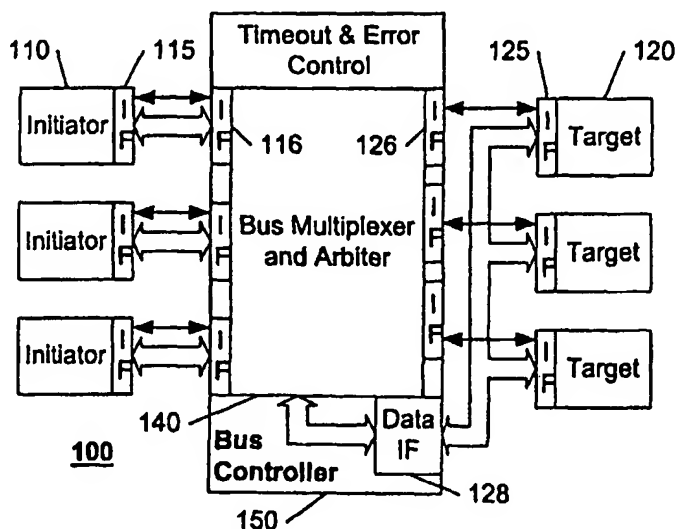 110
115
Timeout & Error
Control
125
120
Initiator
I
F
I
F
116
126
I
F
I
F
Target
Initiator
I
F
I
F
Bus Multiplexer
and Arbiter
I
F
I
F
Target
Initiator
I
F
I
F
I
F
I
F
Target
140
100
Bus
Controller
Data
IF
128
150